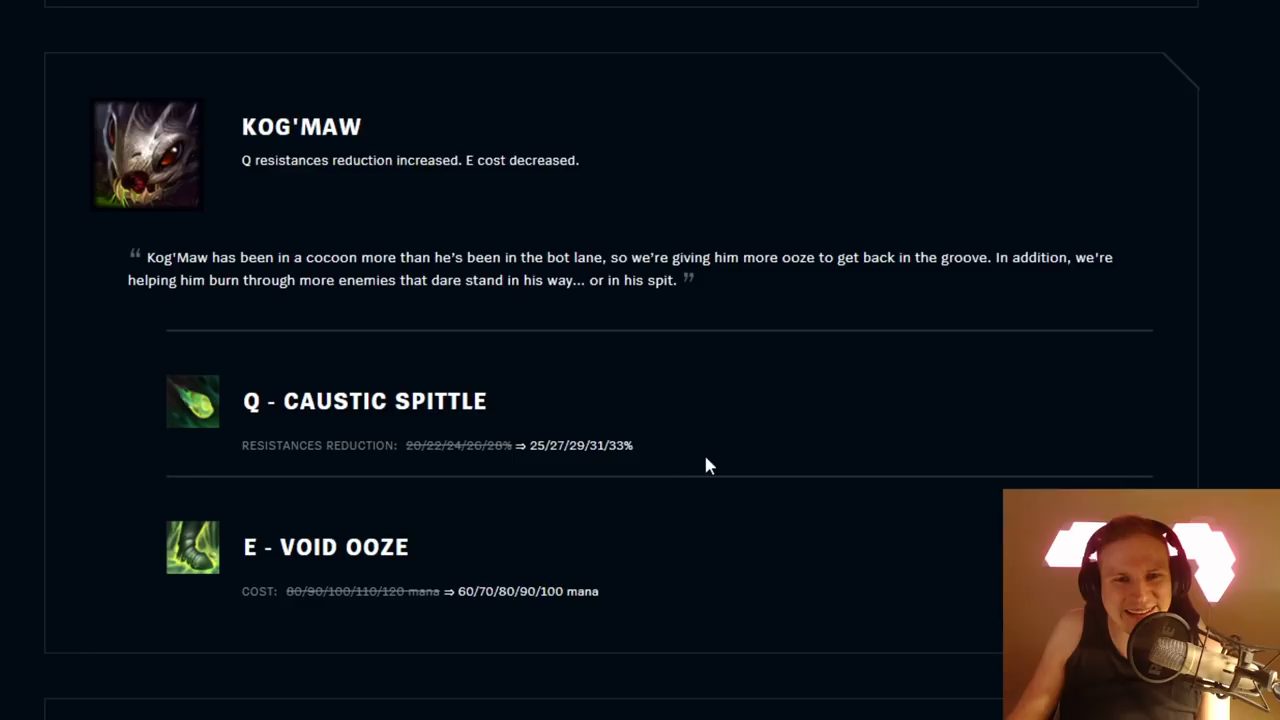 KOG'MAW
Q resistances reduction increased. E cost decreased.
“ Kog'Maw has been in a cocoon more than he's been in the bot lane, so we're giving him more ooze to get back in the groove. In addition, we're
helping him burn through more enemies that dare stand in his way... or in his spit. ”
Q - CAUSTIC SPITTLE
RESISTANCES REDUCTION: 20/22/24/26/28% ⇒ 25/27/29/31/33%
E - VOID OOZE
COST: 80/90/100/110/120 mana ⇒ 60/70/80/90/100 mana